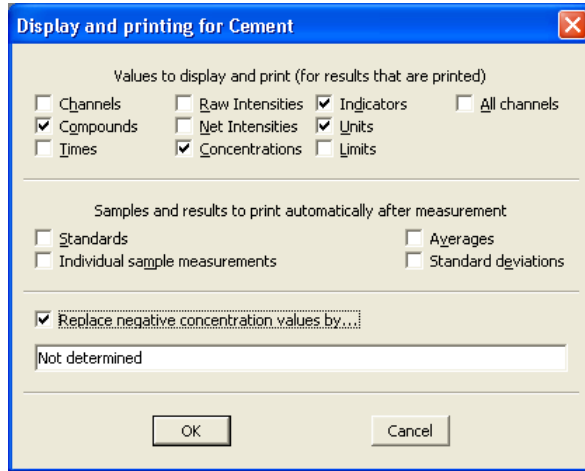 Display and printing for Cement
Values to display and print (for results that are printed)
Channels Raw Intensities Indicators All channels
Compounds Net Intensities Units
Times Concentrations Limits
Samples and results to print automatically after measurement
Standards Averages
Individual sample measurements Standard deviations
Replace negative concentration values by...
Not determined
OK Cancel